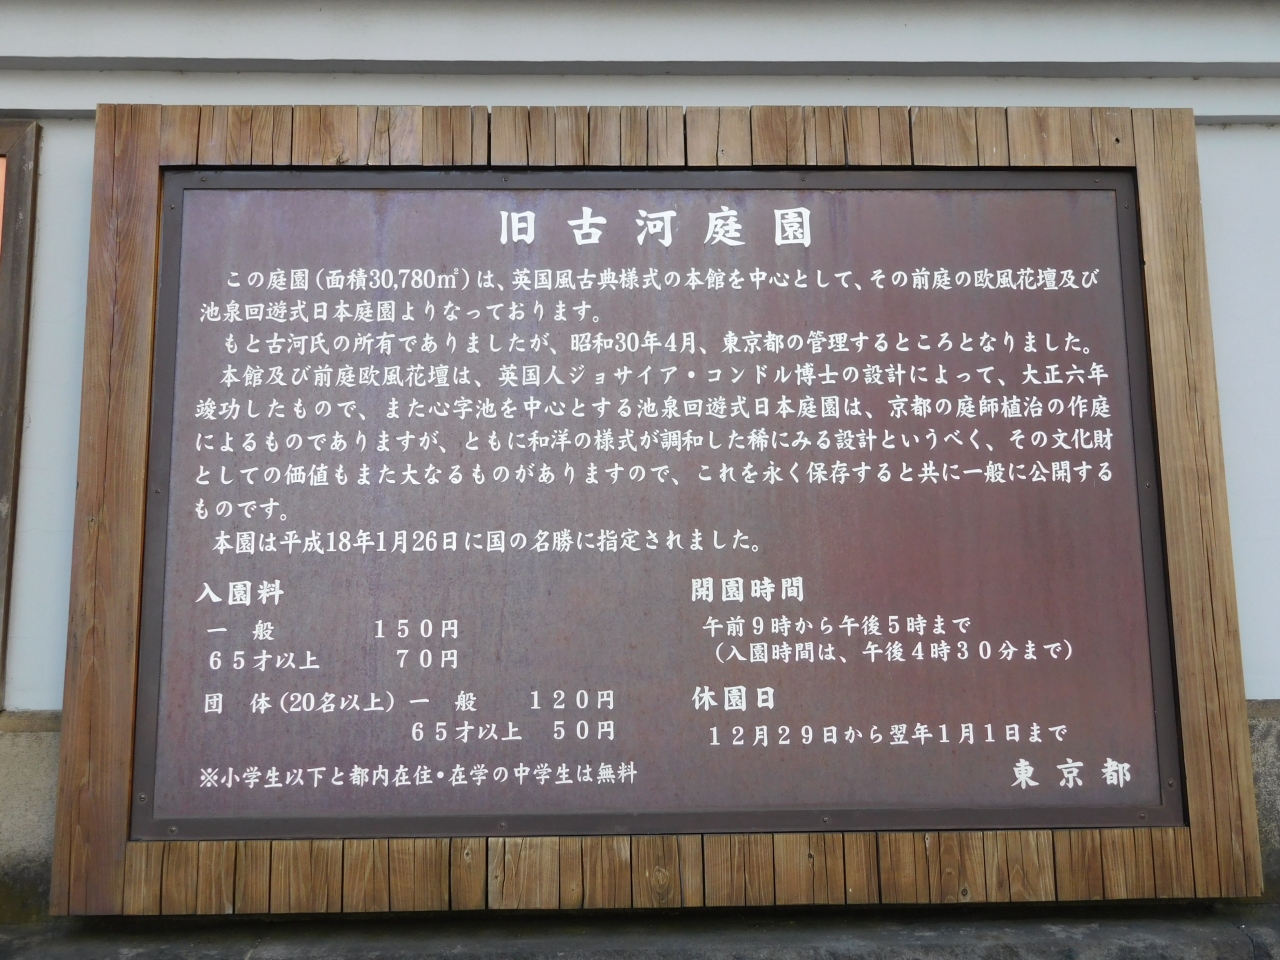 旧古河庭園
この庭園(面積30,780㎡)は、英国風古典様式の本館を中心として、その前庭の欧風花壇及び
池泉回遊式日本庭園よりなっております。
もと古河氏の所有でありましたが、昭和30年4月、東京都の管理するところとなりました。
本館及び前庭欧風花壇は、英国人ジョサイア・コンドル博士の設計によって、大正六年
竣功したもので、また心字池を中心とする池泉回遊式日本庭園は、京都の庭師植治の作庭
によるものでありますが、ともに和洋の様式が調和した稀にみる設計というべく、その文化財
としての価値もまた大なるものがありますので、これを永く保存すると共に一般に公開する
ものです。
本園は平成18年1月26日に国の名勝に指定されました。
入園料
一般 150円
65才以上 70円
団体(20名以上) 一般 120円
65才以上 50円
※小学生以下と都内在住・在学の中学生は無料
開園時間
午前9時から午後5時まで
(入園時間は、午後4時30分まで)
休園日
12月29日から翌年1月1日まで
東京都